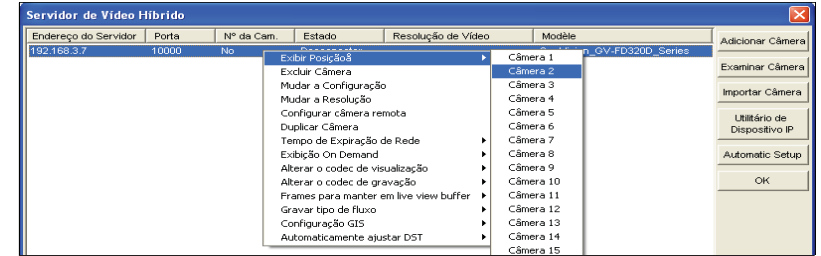 Servidor de Vídeo Híbrido
Endereço do Servidor Porta Nº da Cam. Estado Resolução de Vídeo Modèle
192.168.3.7 10000 No GV-FD320D_Series
Exibir Posiçãoã
Excluir Câmera
Mudar a Configuração
Mudar a Resolução
Configurar câmera remota
Duplicar Câmera
Tempo de Expiração de Rede
Exibição On Demand
Alterar o codec de visualização
Alterar o codec de gravação
Frames para manter em live view buffer
Gravar tipo de fluxo
Configuração GIS
Automaticamente ajustar DST
Câmera 1
Câmera 2
Câmera 3
Câmera 4
Câmera 5
Câmera 6
Câmera 7
Câmera 8
Câmera 9
Câmera 10
Câmera 11
Câmera 12
Câmera 13
Câmera 14
Câmera 15
Adicionar Câmera
Examinar Câmera
Importar Câmera
Utilitário de
Dispositivo IP
Automatic Setup
OK